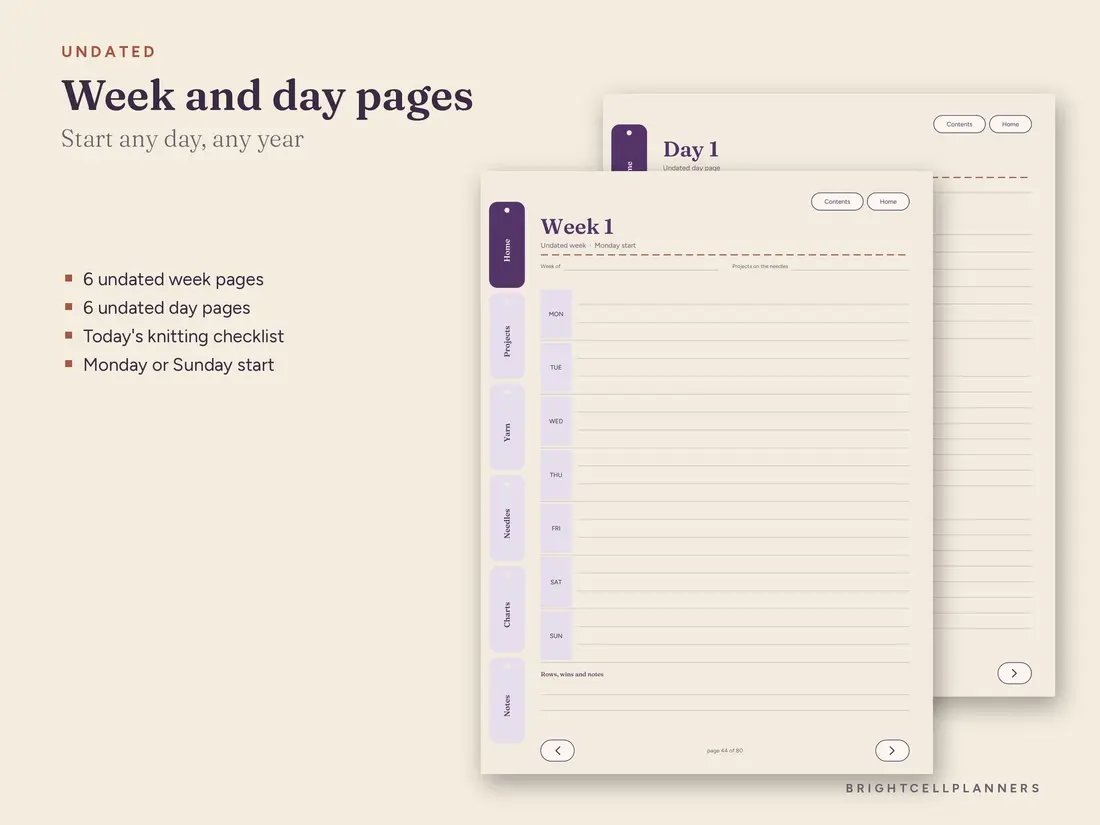 UNDATED
Week and day pages
Start any day, any year
6 undated week pages
6 undated day pages
Today's knitting checklist
Monday or Sunday start
Contents
Home
Day 1
Undated day page
Contents
Home
Week 1
Undated week · Monday start
Week of
Projects on the needles
Home
Projects
Yarn
Needles
Charts
Notes
MON
TUE
WED
THU
FRI
SAT
SUN
Rows, wins and notes
page 44 of 80
BRIGHTCELLPLANNERS